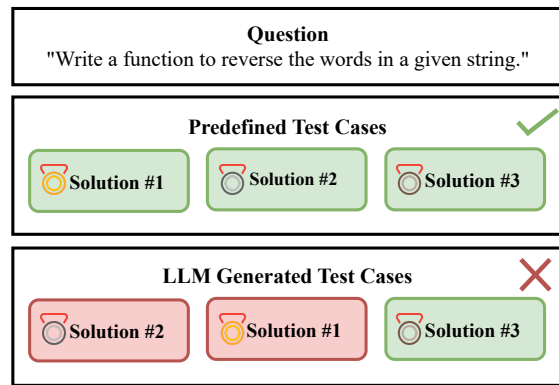 Question
"Write a function to reverse the words in a given string."
Predefined Test Cases
Solution #1
Solution #2
Solution #3
LLM Generated Test Cases
Solution #2
Solution #1
Solution #3